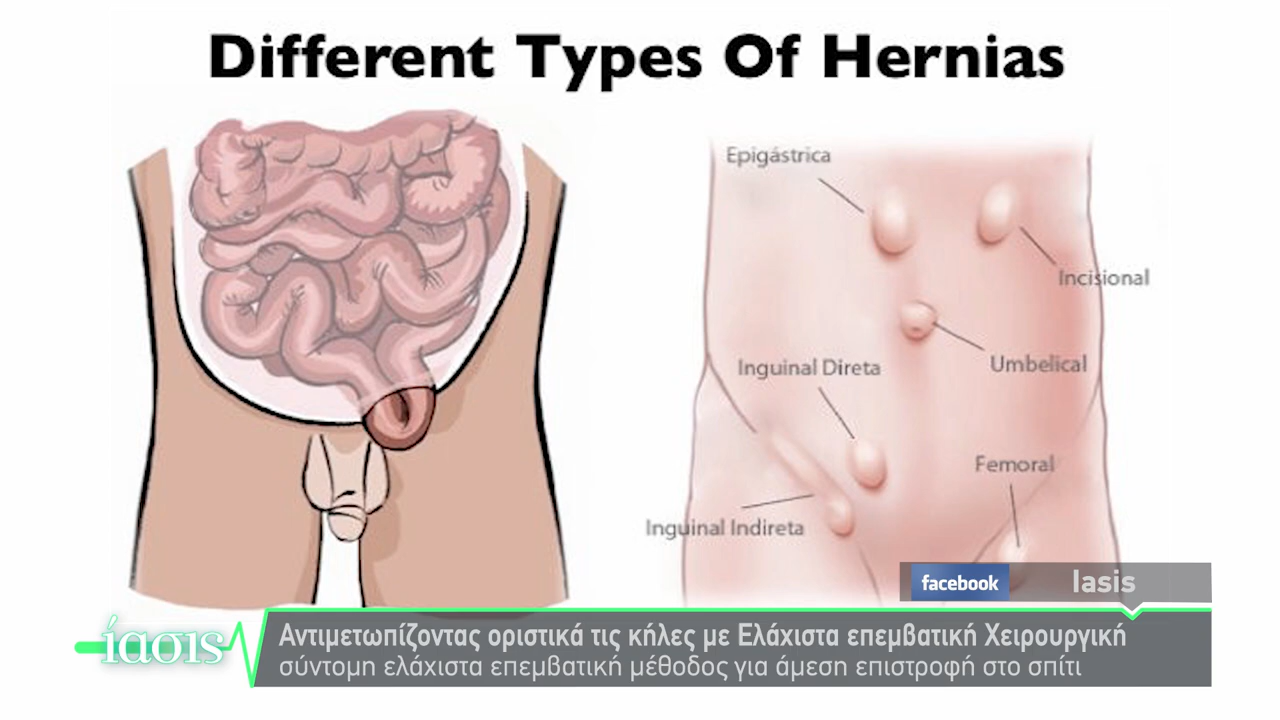 Different Types Of Hernias
Epigástrica
Incisional
Umbelical
Inguinal Direta
Femoral
Inguinal Indireta
facebook Iasis
ίασις
Αντιμετωπίζοντας οριστικά τις κήλες με Ελάχιστα επεμβατική Χειρουργική
σύντομη ελάχιστα επεμβατική μέθοδος για άμεση επιστροφή στο σπίτι